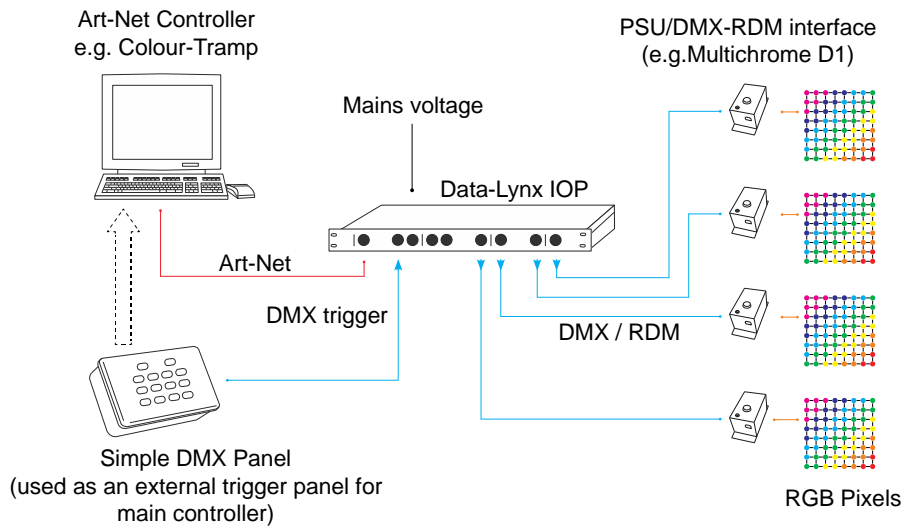 Art-Net Controller
e.g. Colour-Tramp
PSU/DMX-RDM interface
(e.g.Multichrome D1)
Mains voltage
Data-Lynx IOP
Art-Net
DMX trigger
DMX / RDM
Simple DMX Panel
(used as an external trigger panel for
main controller)
RGB Pixels